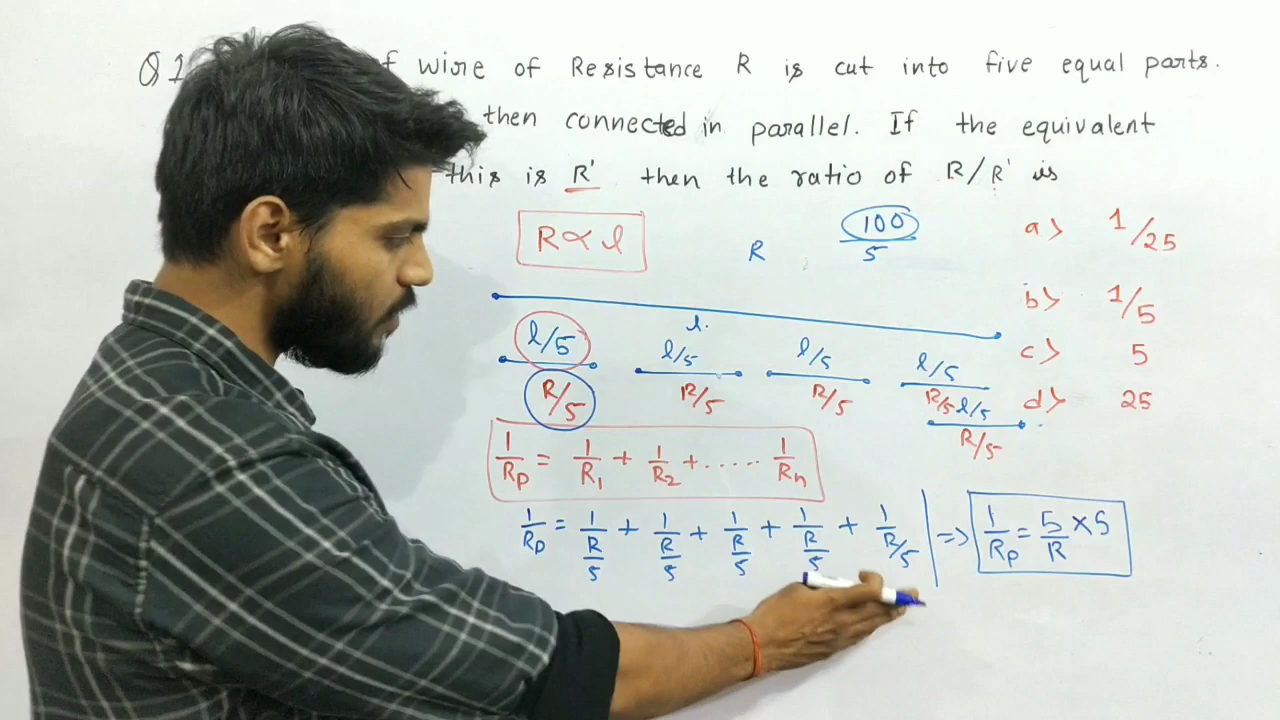 Q1 f wire of Resistance R is cut into five equal parts.
then connected in parallel. If the equivalent
this is R' then the ratio of R/R' is
R ∝ l
R
100/5
a> 1/25
l.
b> 1/5
l/5 l/5 l/5 l/5
c> 5
R/5 R/5 R/5 R/5 l/5
d> 25
R/5
1/Rp = 1/R1 + 1/R2 + ..... 1/Rn
1/Rp = 1/(R/5) + 1/(R/5) + 1/(R/5) + 1/(R/5) + 1/(R/5) => 1/Rp = 5/R × 5